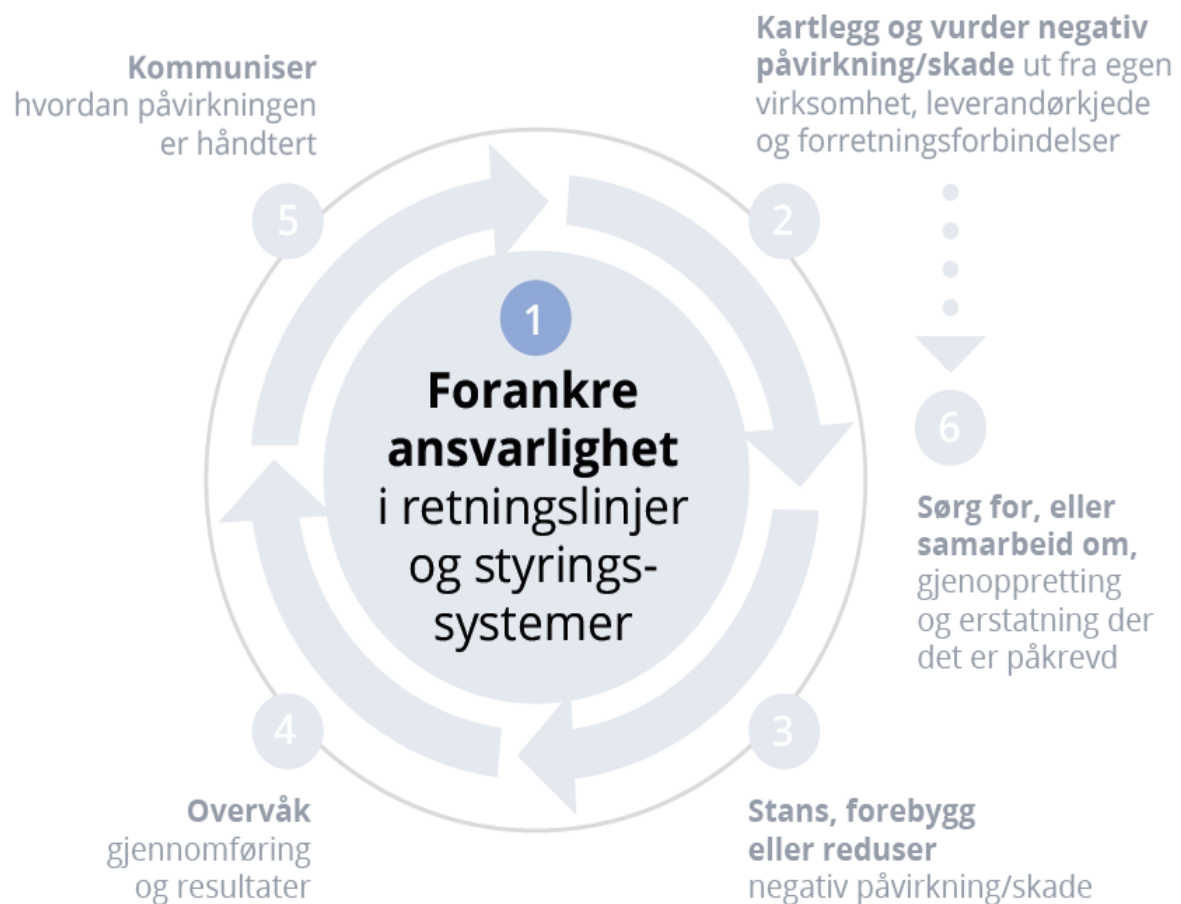 1
Forankre
ansvarlighet
i retningslinjer
og styrings-
systemer
2
Kartlegg og vurder negativ
påvirkning/skade ut fra egen
virksomhet, leverandørkjede
og forretningsforbindelser
3
Stans, forebygg
eller reduser
negativ påvirkning/skade
4
Overvåk
gjennomføring
og resultater
5
Kommuniser
hvordan påvirkningen
er håndtert
6
Sørg for, eller
samarbeid om,
gjenoppretting
og erstatning der
det er påkrevd